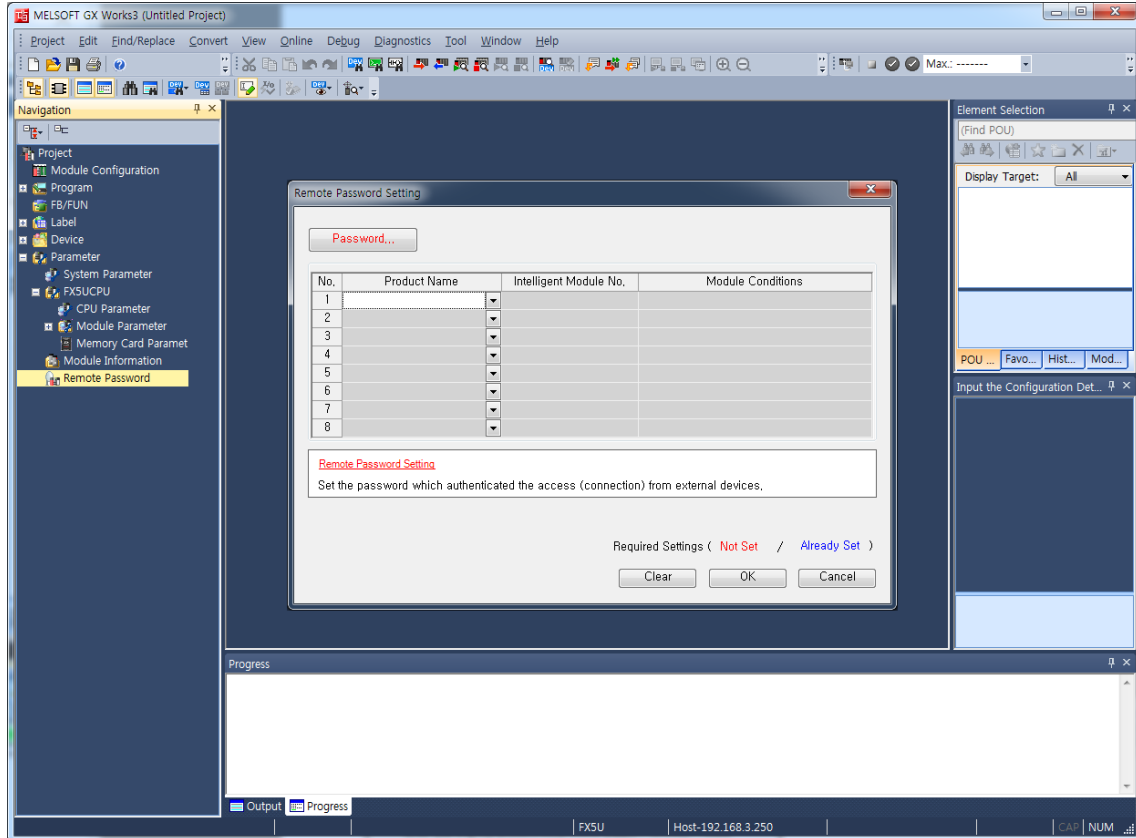 MELSOFT GX Works3 (Untitled Project)
Project Edit Find/Replace Convert View Online Debug Diagnostics Tool Window Help
Max.: -------
Navigation
Project
Module Configuration
Program
FB/FUN
Label
Device
Parameter
System Parameter
FX5UCPU
CPU Parameter
Module Parameter
Memory Card Paramet
Module Information
Remote Password
Remote Password Setting
Password...
No. Product Name Intelligent Module No. Module Conditions
1
2
3
4
5
6
7
8
Remote Password Setting
Set the password which authenticated the access (connection) from external devices.
Required Settings ( Not Set / Already Set )
Clear OK Cancel
Element Selection
(Find POU)
Display Target: All
POU ... Favo... Hist... Mod...
Input the Configuration Det...
Progress
Output Progress
FX5U Host-192.168.3.250 CAP NUM